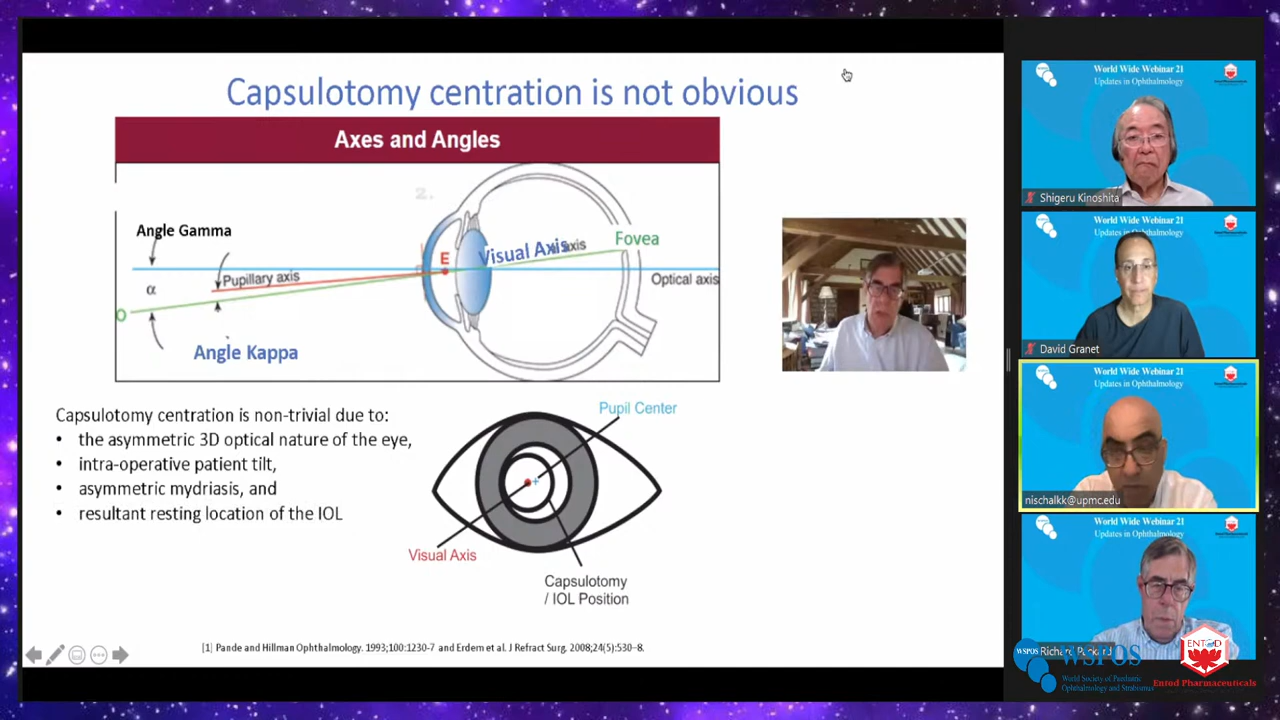 Capsulotomy centration is not obvious
Axes and Angles
2.
Angle Gamma
E
Visual Axis
axis
Fovea
Pupillary axis
Optical axis
α
O
Angle Kappa
Capsulotomy centration is non-trivial due to:
• the asymmetric 3D optical nature of the eye,
• intra-operative patient tilt,
• asymmetric mydriasis, and
• resultant resting location of the IOL
Pupil Center
Visual Axis
Capsulotomy
/ IOL Position
[1] Pande and Hillman Ophthalmology. 1993;100:1230-7 and Erdem et al. J Refract Surg, 2008;24(5):530–8.
World Wide Webinar 21
Updates in Ophthalmology
Shigeru Kinoshita
World Wide Webinar 21
Updates in Ophthalmology
David Granet
World Wide Webinar 21
Updates in Ophthalmology
nischalkk@upmc.edu
World Wide Webinar 21
Updates in Ophthalmology
Richard Packard
WSPOS
WSPOS
World Society of Paediatric
Ophthalmology and Strabismus
ENTOD
Entod Pharmaceuticals